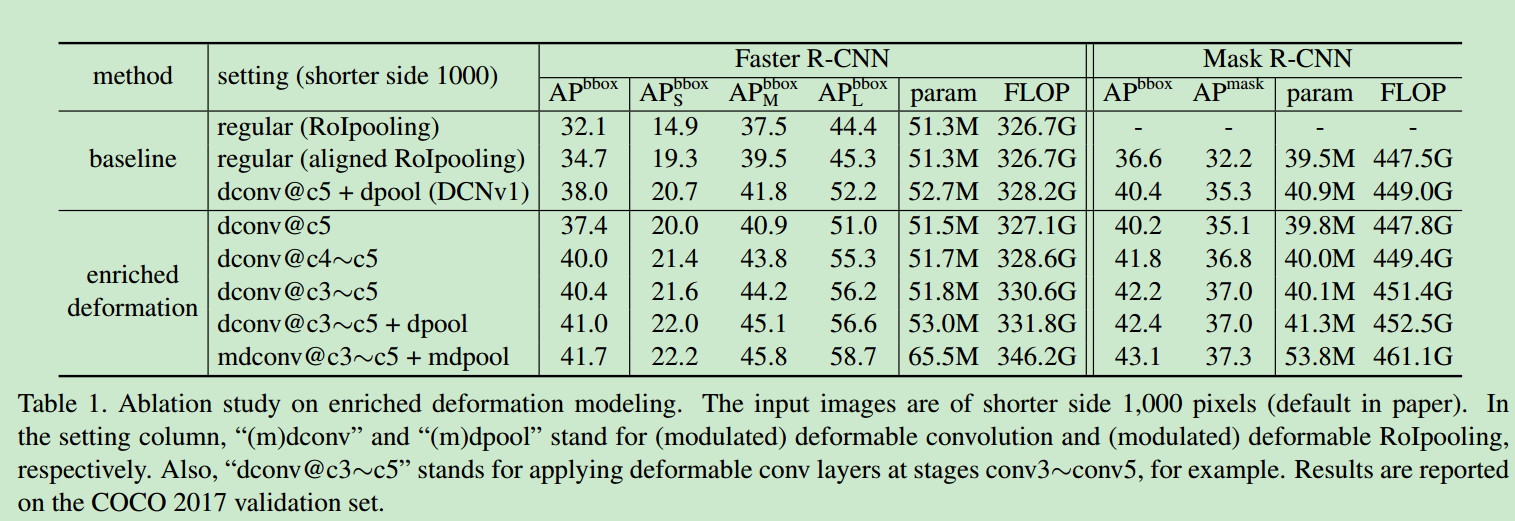 method setting (shorter side 1000) Faster R-CNN Mask R-CNN
AP^bbox AP_S^bbox AP_M^bbox AP_L^bbox param FLOP AP^bbox AP^mask param FLOP
baseline regular (RoIpooling) 32.1 14.9 37.5 44.4 51.3M 326.7G - - - -
regular (aligned RoIpooling) 34.7 19.3 39.5 45.3 51.3M 326.7G 36.6 32.2 39.5M 447.5G
dconv@c5 + dpool (DCNv1) 38.0 20.7 41.8 52.2 52.7M 328.2G 40.4 35.3 40.9M 449.0G
enriched deformation dconv@c5 37.4 20.0 40.9 51.0 51.5M 327.1G 40.2 35.1 39.8M 447.8G
dconv@c4∼c5 40.0 21.4 43.8 55.3 51.7M 328.6G 41.8 36.8 40.0M 449.4G
dconv@c3∼c5 40.4 21.6 44.2 56.2 51.8M 330.6G 42.2 37.0 40.1M 451.4G
dconv@c3∼c5 + dpool 41.0 22.0 45.1 56.6 53.0M 331.8G 42.4 37.0 41.3M 452.5G
mdconv@c3∼c5 + mdpool 41.7 22.2 45.8 58.7 65.5M 346.2G 43.1 37.3 53.8M 461.1G
Table 1. Ablation study on enriched deformation modeling. The input images are of shorter side 1,000 pixels (default in paper). In
the setting column, “(m)dconv” and “(m)dpool” stand for (modulated) deformable convolution and (modulated) deformable RoIpooling,
respectively. Also, “dconv@c3∼c5” stands for applying deformable conv layers at stages conv3∼conv5, for example. Results are reported
on the COCO 2017 validation set.